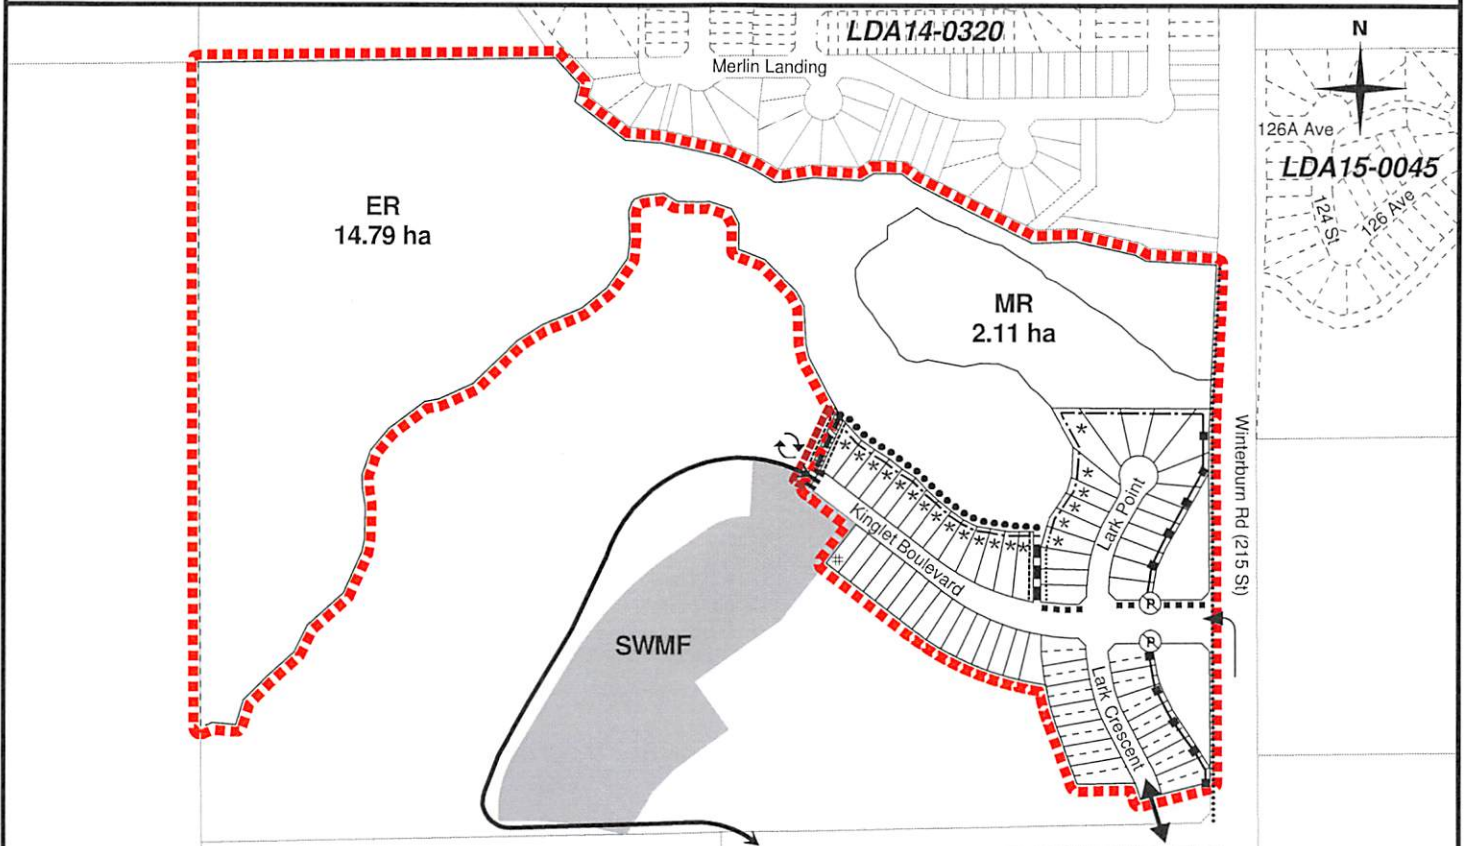 LDA14-0320
Merlin Landing
N
126A Ave
LDA15-0045
124 St
126 Ave
ER
14.79 ha
MR
2.11 ha
Winterburn Rd (215 St)
Lark Point
Kinglet Boulevard
#
P
P
SWMF
Lark Crescent